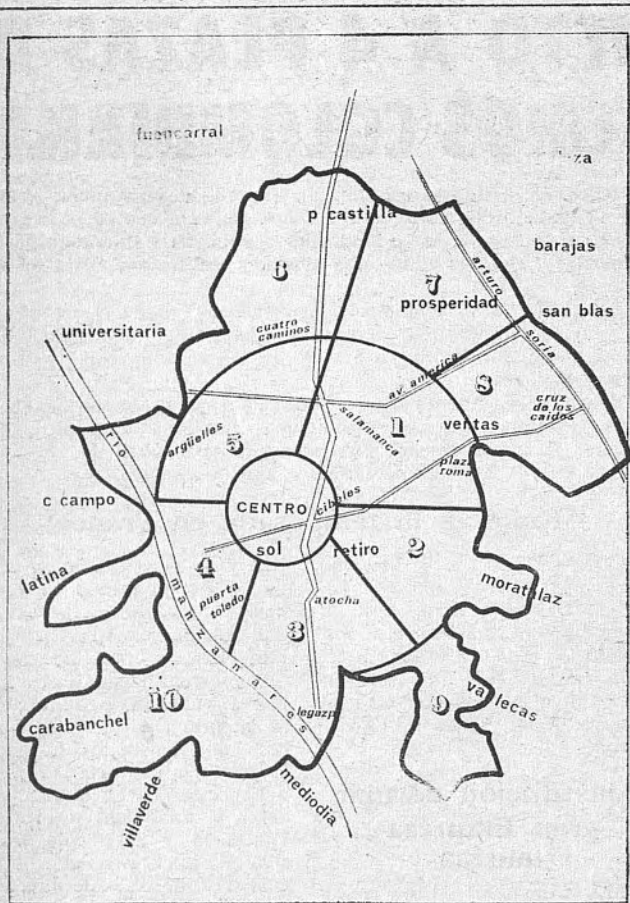 fuencarral
za
p castilla
barajas
6
7
arturo
prosperidad
san blas
universitaria
cuatro
caminos
soria
av. america
8
cruz
de los
caidos
1
salamanca
ventas
argüelles
5
plaza
roma
río
c campo
CENTRO
cibeles
sol
retiro
2
latina
4
moratalaz
puerta
toledo
atocha
manzanares
3
10
9
vallecas
legazpi
carabanchel
mediodia
villaverde